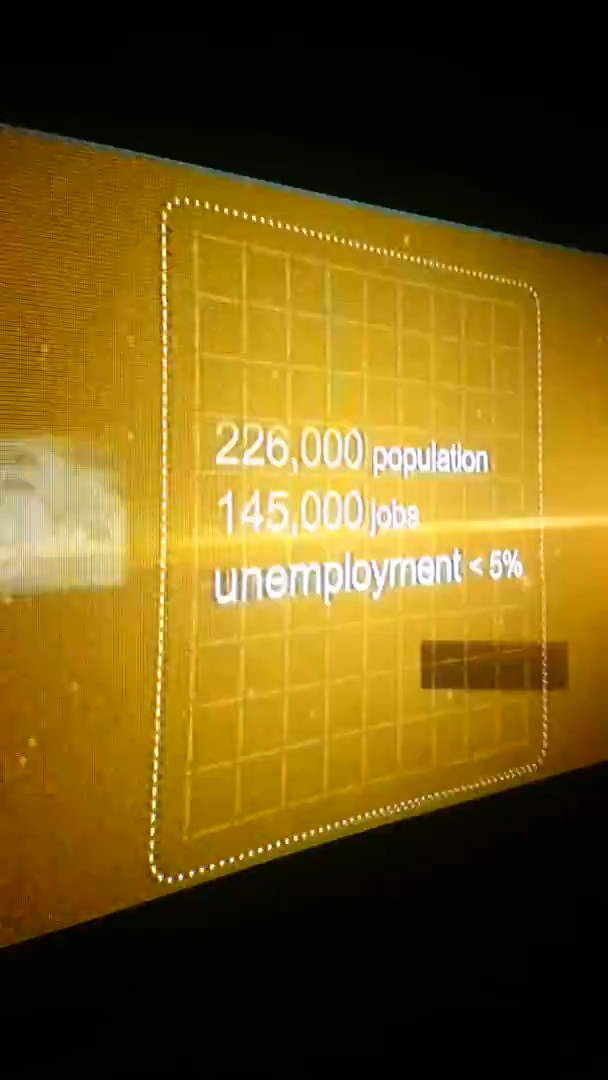 226,000 population
145,000 jobs
unemployment < 5%